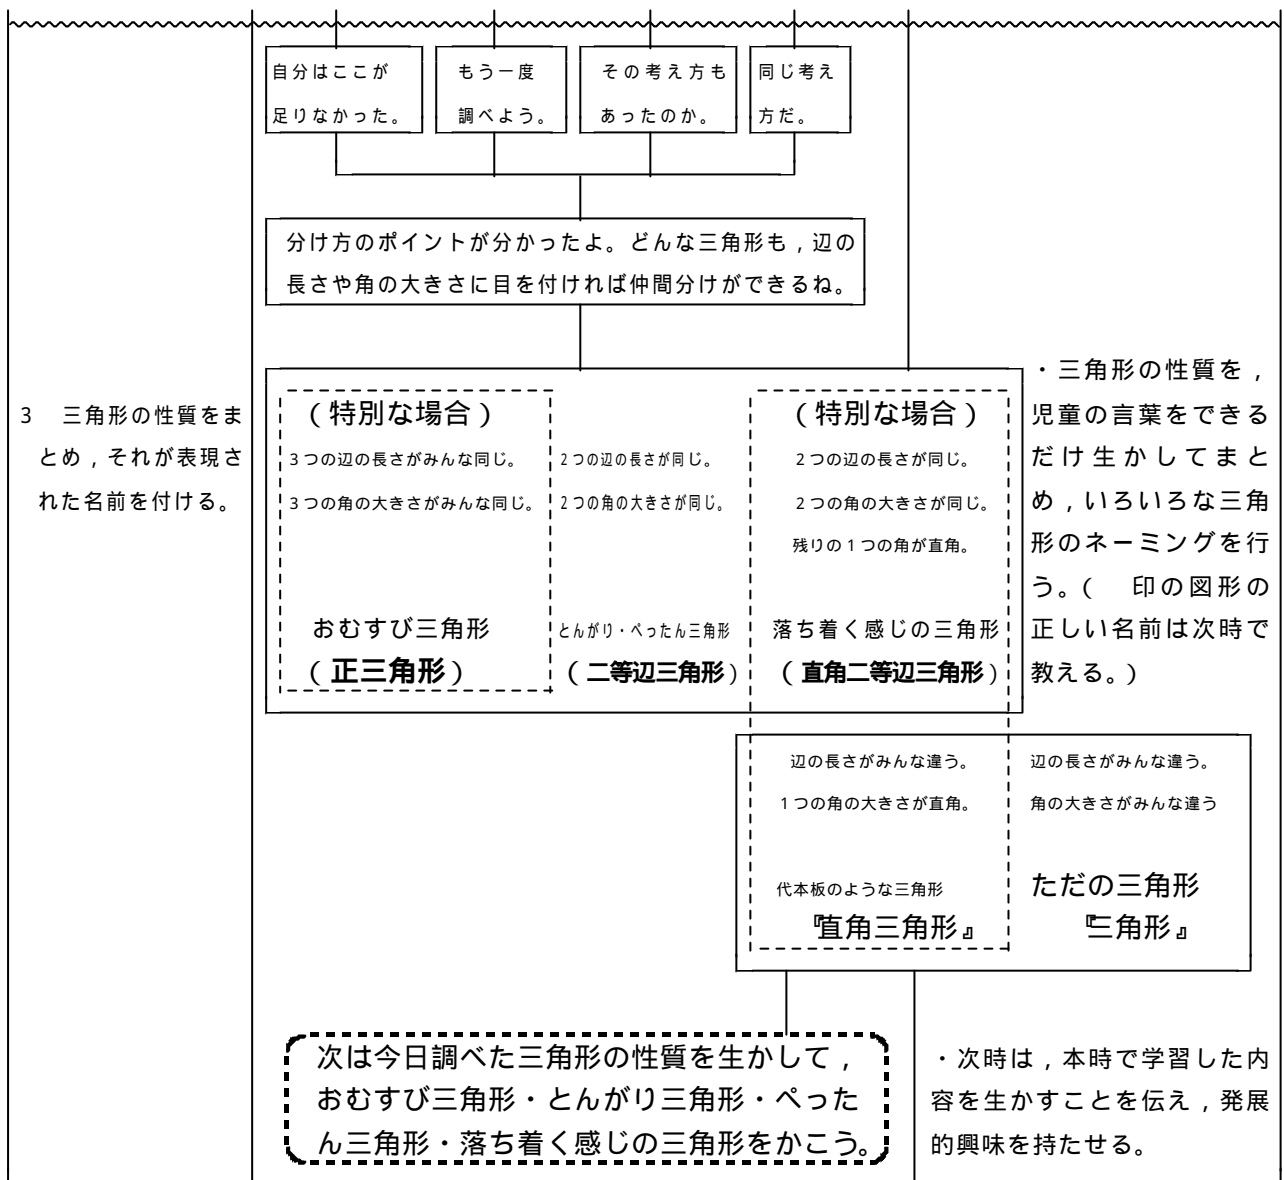 自分はここが
足りなかった。
もう一度
調べよう。
その考え方も
あったのか。
同じ考え
方だ。
分け方のポイントが分かったよ。どんな三角形も，辺の
長さや角の大きさに目を付ければ仲間分けができるね。
3　三角形の性質をま
とめ，それが表現さ
れた名前を付ける。
（特別な場合）
3つの辺の長さがみんな同じ。
3つの角の大きさがみんな同じ。
おむすび三角形
（正三角形）
2つの辺の長さが同じ。
2つの角の大きさが同じ。
とんがり・ぺったん三角形
（二等辺三角形）
（特別な場合）
2つの辺の長さが同じ。
2つの角の大きさが同じ。
残りの1つの角が直角。
落ち着く感じの三角形
（直角二等辺三角形）
・三角形の性質を，
児童の言葉をできる
だけ生かしてまと
め，いろいろな三角
形のネーミングを行
う。（　印の図形の
正しい名前は次時で
教える。）
辺の長さがみんな違う。
1つの角の大きさが直角。
代本板のような三角形
『直角三角形』
辺の長さがみんな違う。
角の大きさがみんな違う
ただの三角形
『三角形』
次は今日調べた三角形の性質を生かして，
おむすび三角形・とんがり三角形・ぺった
ん三角形・落ち着く感じの三角形をかこう。
・次時は，本時で学習した内
容を生かすことを伝え，発展
的興味を持たせる。